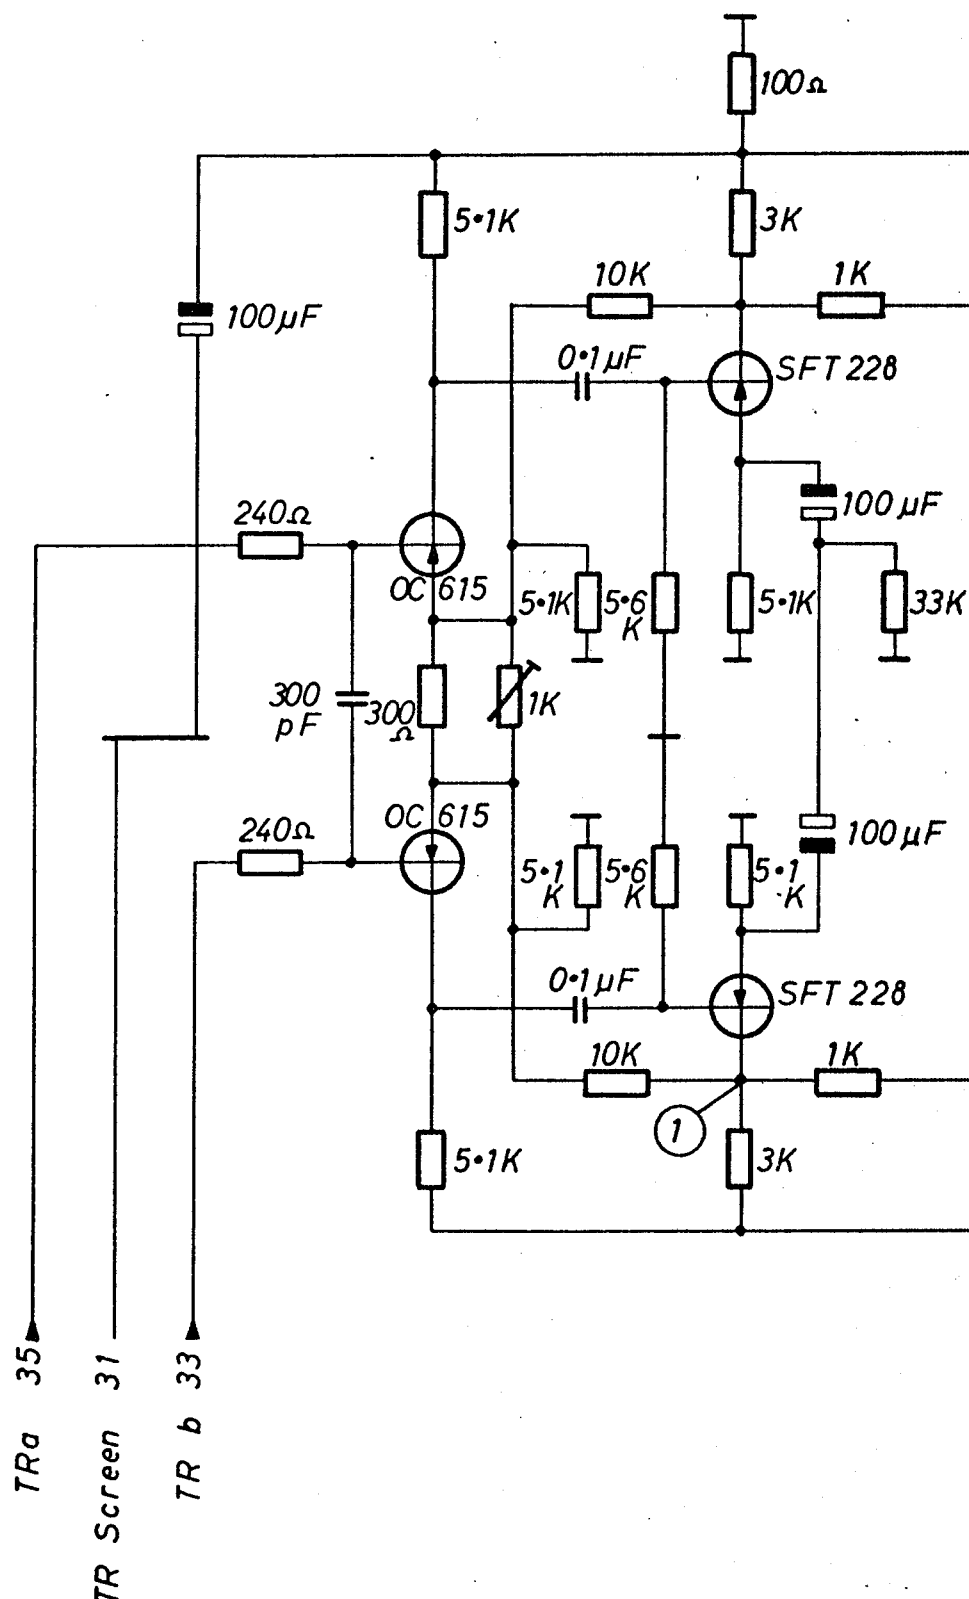 100Ω
5·1K
3K
10K
1K
100µF
0·1µF
SFT 228
240Ω
100µF
OC 615
5·1K
5·6
K
5·1K
33K
300
pF
300
Ω
1K
OC 615
240Ω
100µF
5·1
K
5·6
K
5·1
K
0·1µF
SFT 228
10K
1K
1
5·1K
3K
TRa 35
TR Screen 31
TR b 33